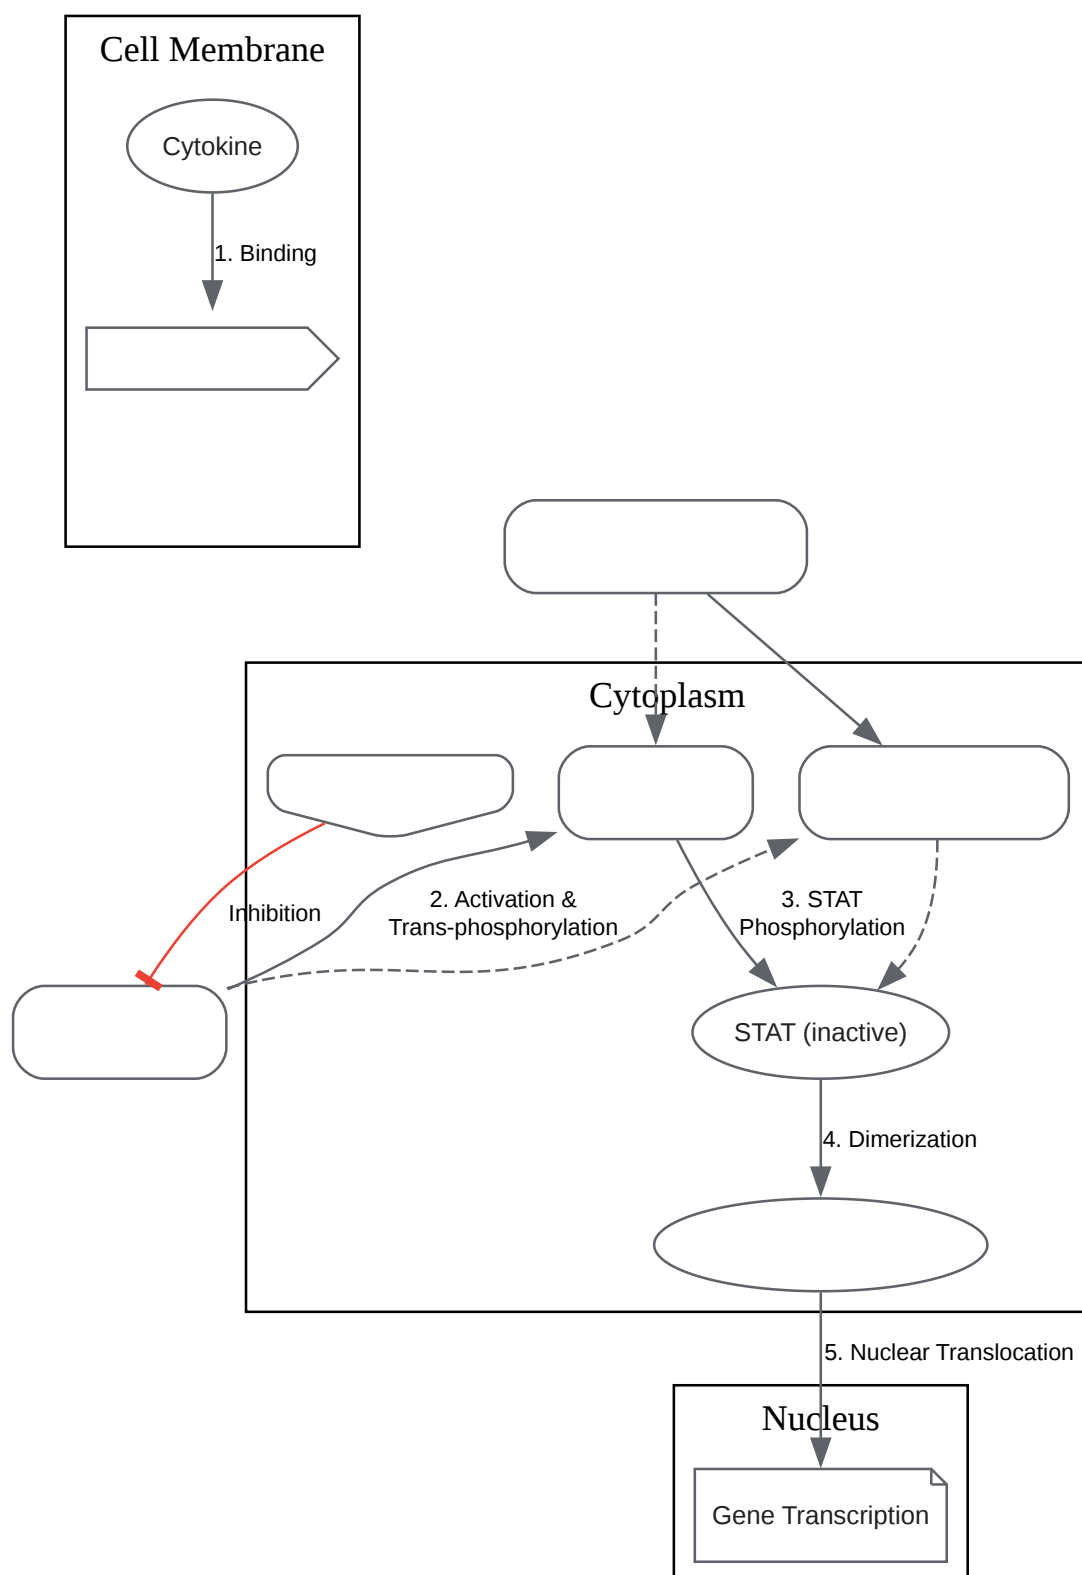 Cell Membrane
Cytokine
1. Binding
Cytoplasm
2. Activation &
Trans-phosphorylation
3. STAT
Phosphorylation
Inhibition
STAT (inactive)
4. Dimerization
5. Nuclear Translocation
Nucleus
Gene Transcription